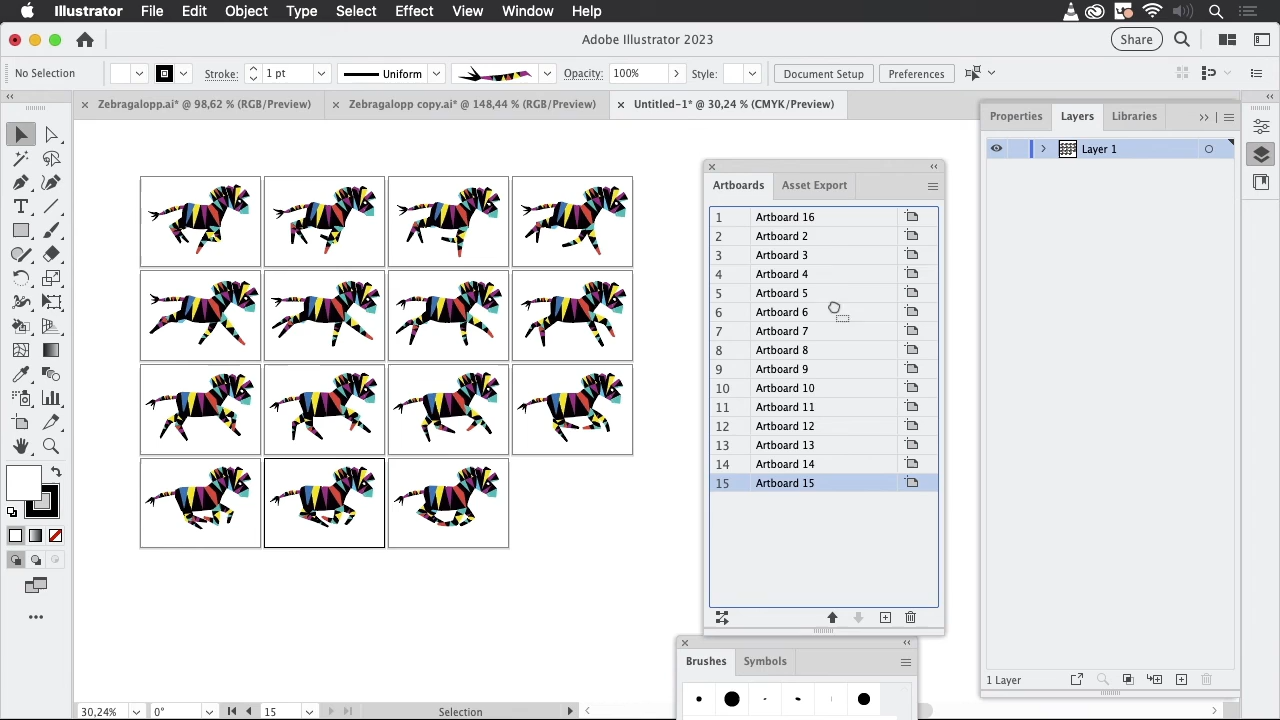 Illustrator File Edit Object Type Select Effect View Window Help
Adobe Illustrator 2023
Share
No Selection Stroke: 1 pt Uniform Opacity: 100% Style: Document Setup Preferences
Zebragalopp.ai* @ 98,62 % (RGB/Preview) Zebragalopp copy.ai* @ 148,44 % (RGB/Preview) Untitled-1* @ 30,24 % (CMYK/Preview)
Properties Layers Libraries
Layer 1
Artboards Asset Export
1 Artboard 16
2 Artboard 2
3 Artboard 3
4 Artboard 4
5 Artboard 5
6 Artboard 6
7 Artboard 7
8 Artboard 8
9 Artboard 9
10 Artboard 10
11 Artboard 11
12 Artboard 12
13 Artboard 13
14 Artboard 14
15 Artboard 15
Brushes Symbols
1 Layer
30,24% 0° 15 Selection